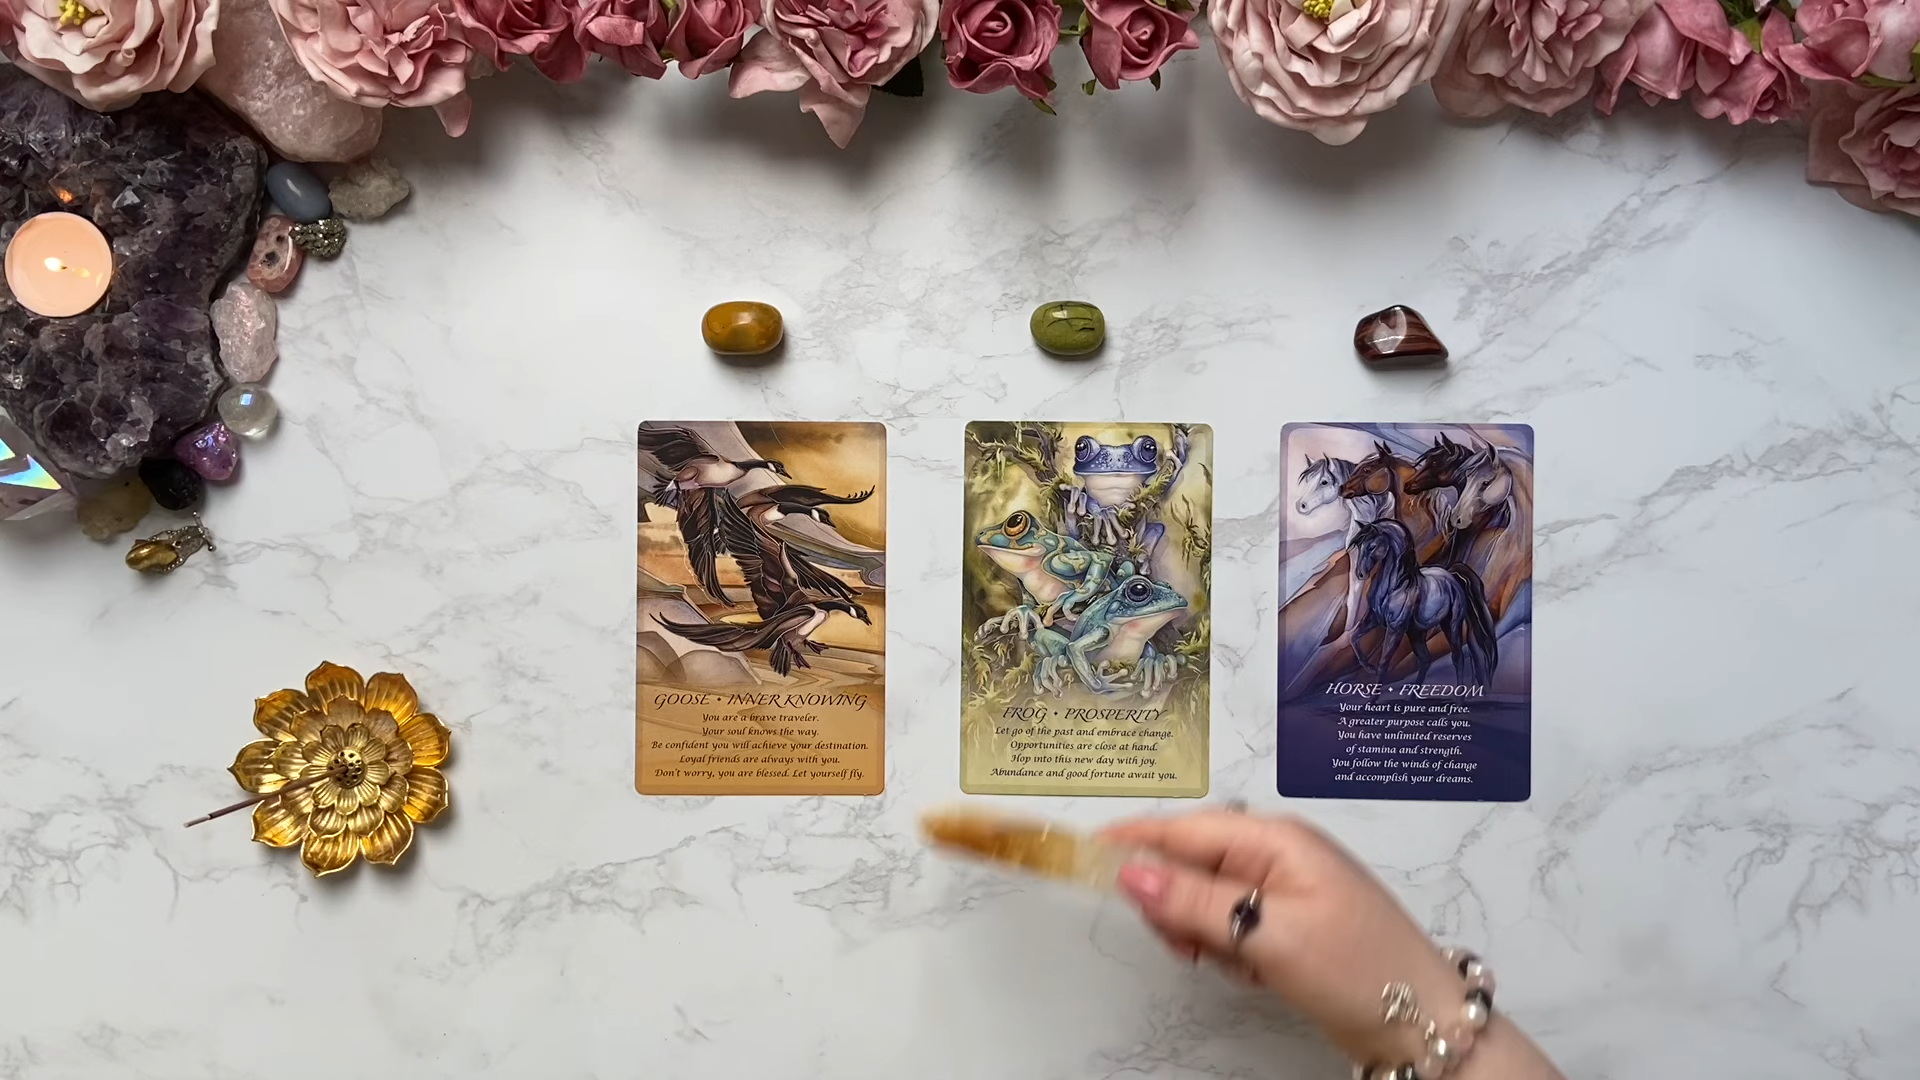 GOOSE • INNER KNOWING
You are a brave traveler.
Your soul knows the way.
Be confident you will achieve your destination.
Loyal friends are always with you.
Don't worry, you are blessed. Let yourself fly.
FROG • PROSPERITY
Let go of the past and embrace change.
Opportunities are close at hand.
Hop into this new day with joy.
Abundance and good fortune await you.
HORSE • FREEDOM
Your heart is pure and free.
A greater purpose calls you.
You have unlimited reserves
of stamina and strength.
You follow the winds of change
and accomplish your dreams.